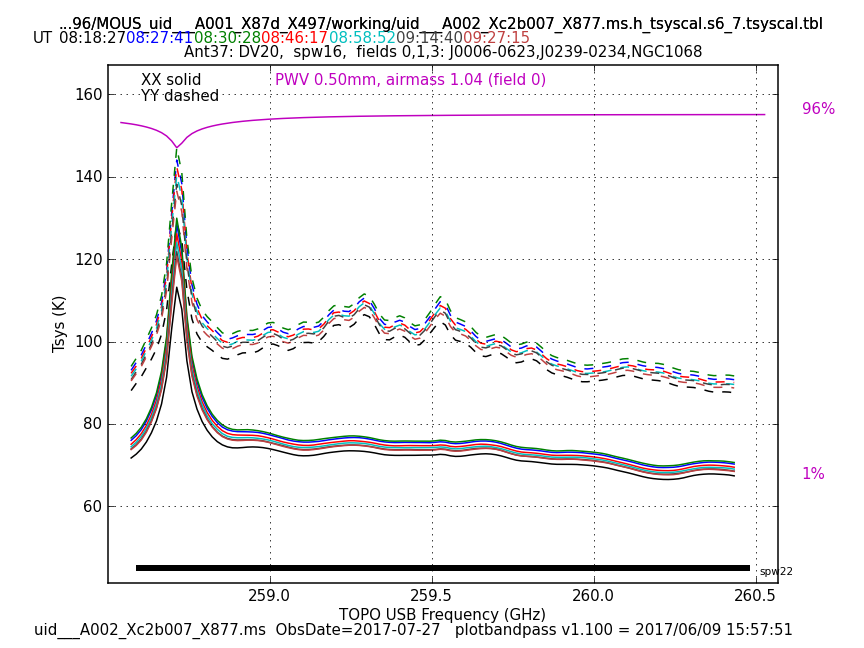 ...96/MOUS_uid___A001_X87d_X497/working/uid___A002_Xc2b007_X877.ms.h_tsyscal.s6_7.tsyscal.tbl
UT 08:18:27 08:27:41 08:30:28 08:46:17 08:58:52 09:14:40 09:27:15
Ant37: DV20,  spw16,  fields 0,1,3: J0006-0623,J0239-0234,NGC1068
XX solid
PWV 0.50mm, airmass 1.04 (field 0)
YY dashed
96%
160
140
120
100
80
60
Tsys (K)
1%
spw22
259.0 259.5 260.0 260.5
TOPO USB Frequency (GHz)
uid___A002_Xc2b007_X877.ms  ObsDate=2017-07-27   plotbandpass v1.100 = 2017/06/09 15:57:51